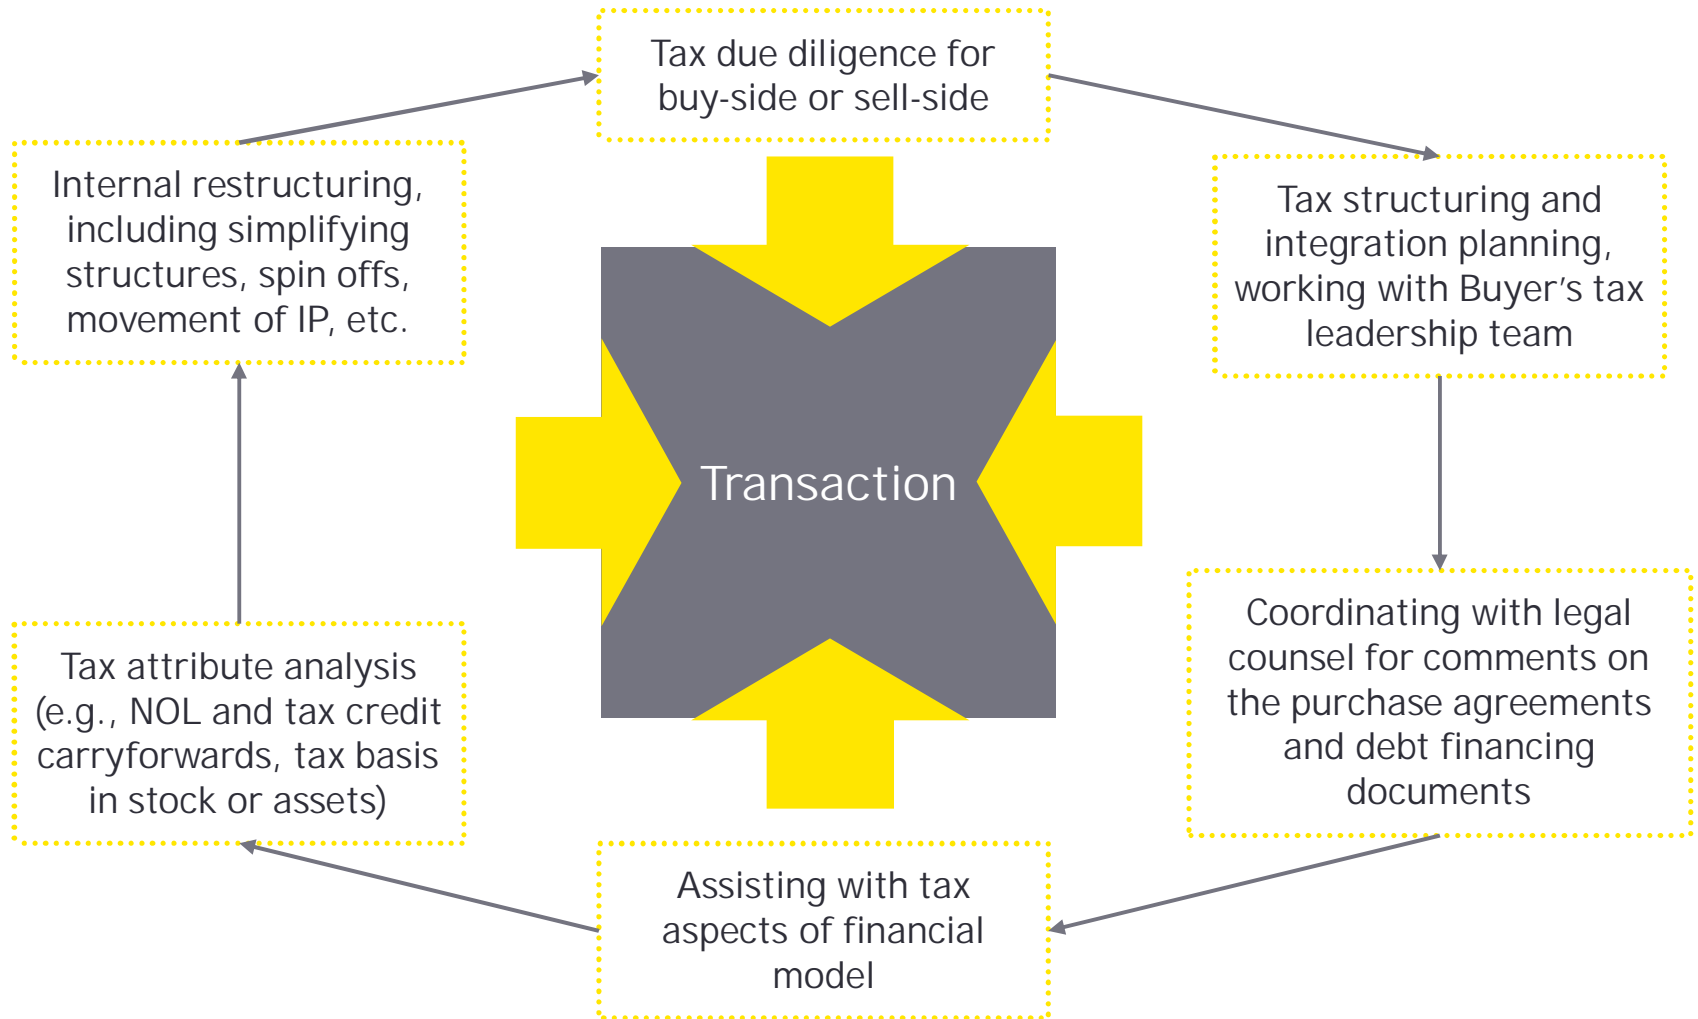 Tax due diligence for
buy-side or sell-side
Tax structuring and
integration planning,
working with Buyer’s tax
leadership team
Coordinating with legal
counsel for comments on
the purchase agreements
and debt financing
documents
Assisting with tax
aspects of financial
model
Tax attribute analysis
(e.g., NOL and tax credit
carryforwards, tax basis
in stock or assets)
Internal restructuring,
including simplifying
structures, spin offs,
movement of IP, etc.
Transaction